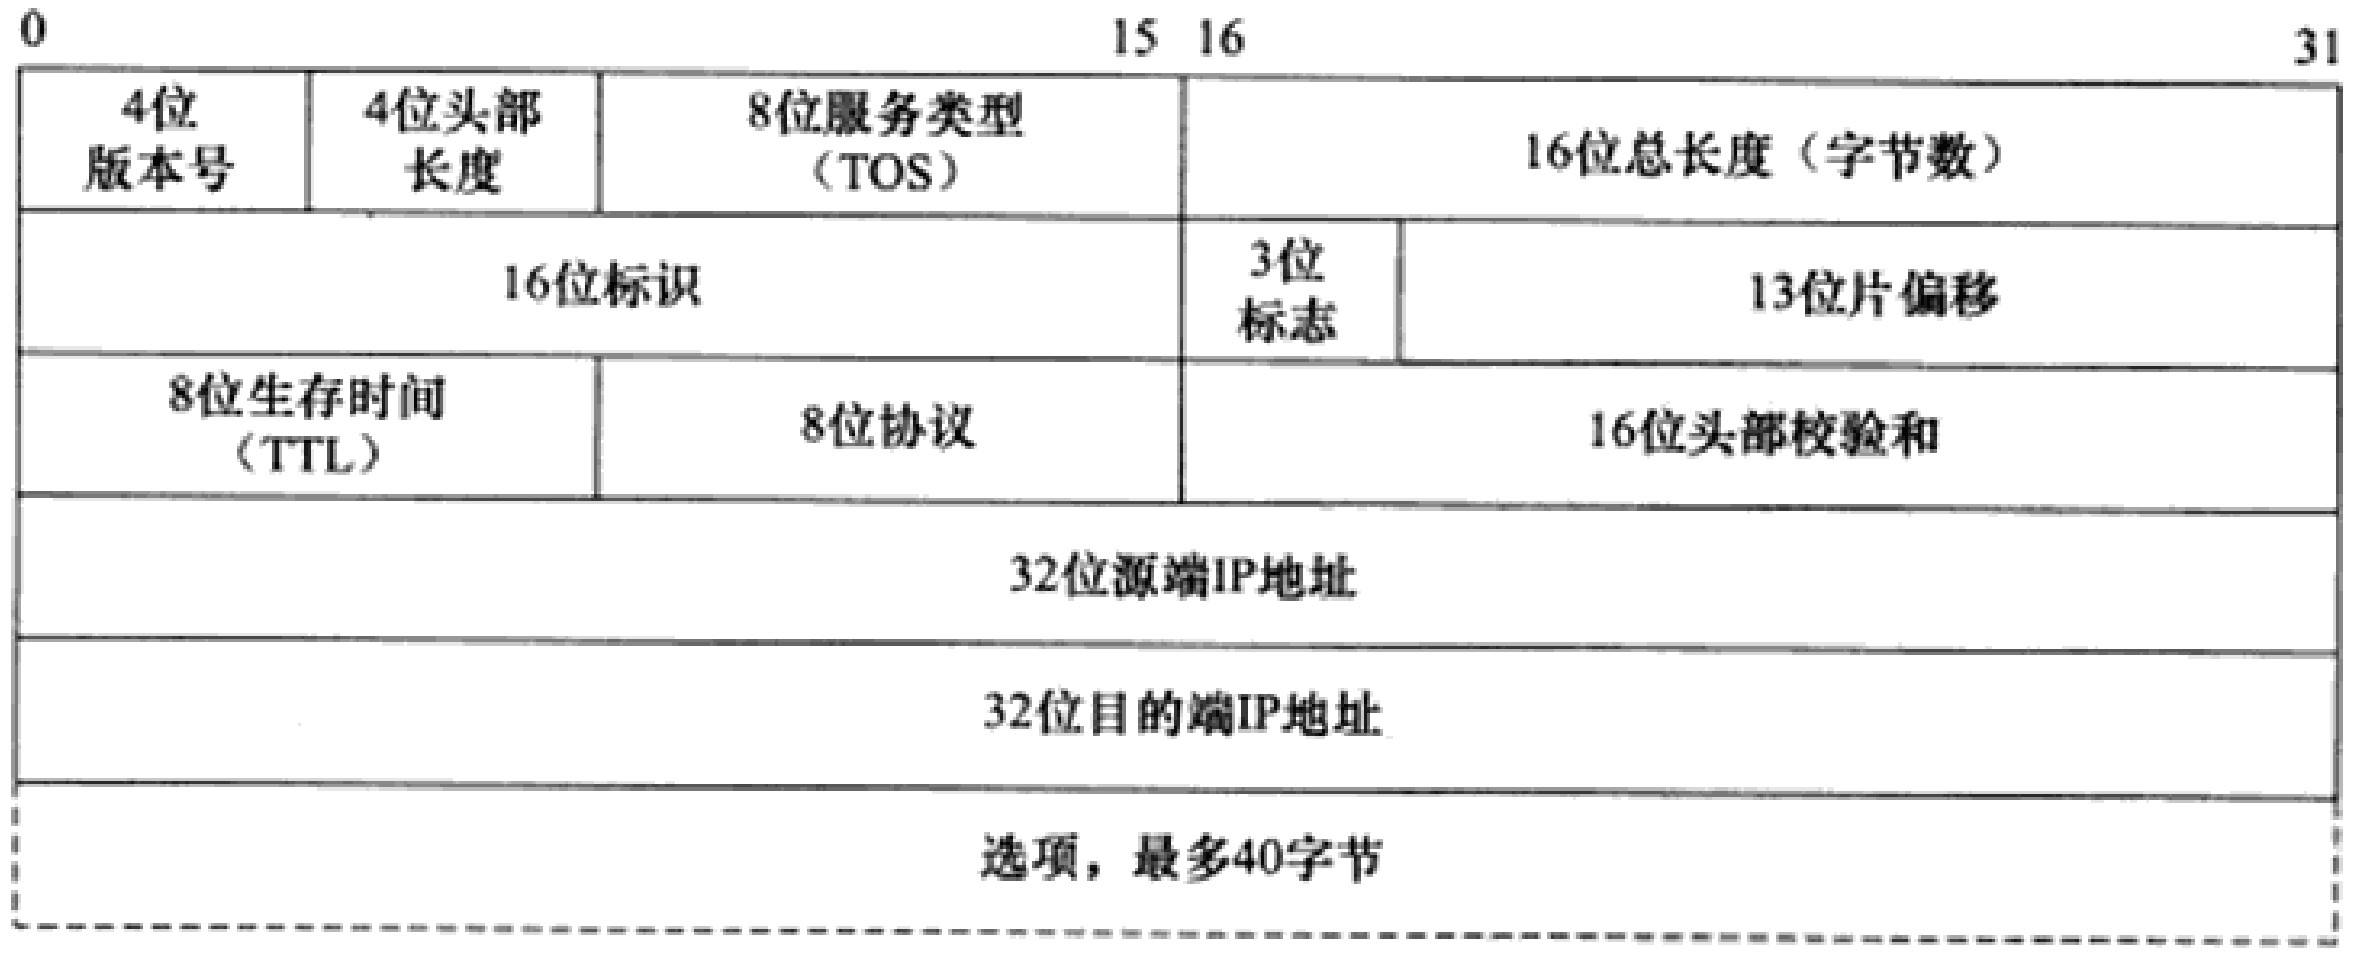 0 15 16 31
4位 4位头部 8位服务类型
版本号 长度 （TOS） 16位总长度（字节数）
16位标识 3位 13位片偏移
标志
8位生存时间 8位协议 16位头部校验和
（TTL）
32位源端IP地址
32位目的端IP地址
选项，最多40字节